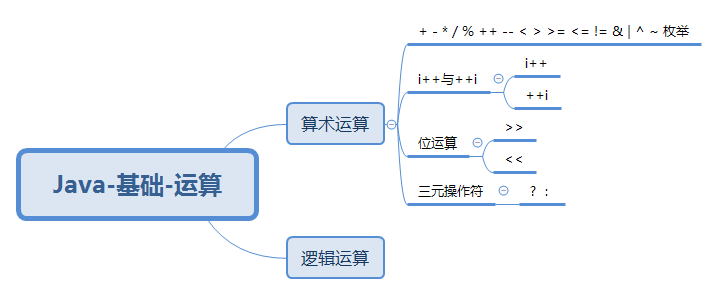 + - * / % ++ -- < > >= <= != & | ^ ~ 枚举
i++与++i
i++
++i
算术运算
位运算
>>
<<
三元操作符
? :
Java-基础-运算
逻辑运算